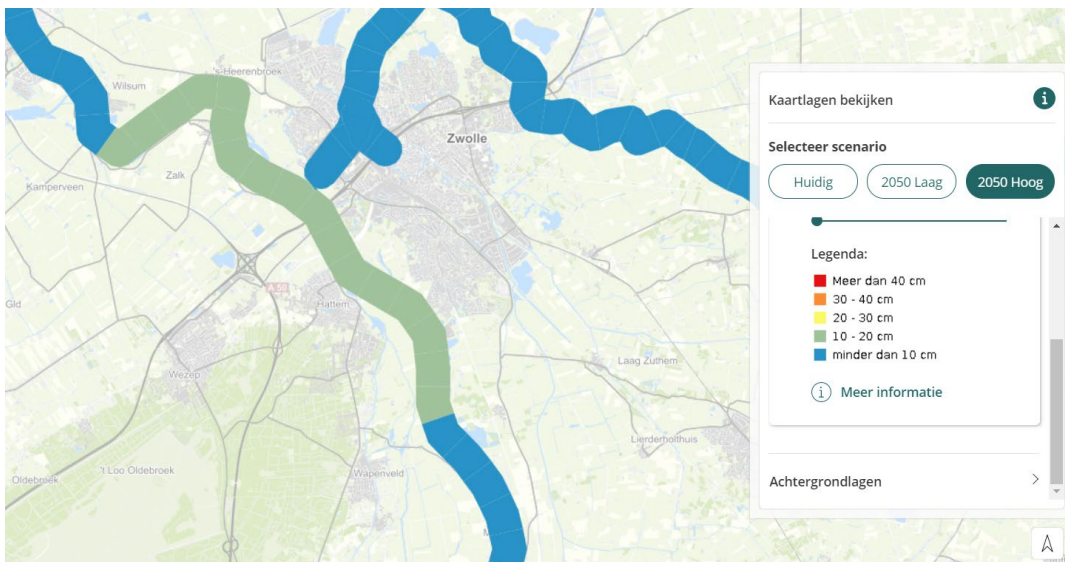 Wilsum
's-Heerenbroek
Zwolle
Zalk
Kamperveen
A 50
Hattem
Gld
Wezep
Laag Zuthem
Lierderholthuis
't Loo Oldebroek
Oldebroek
Wapenveld
Kaartlagen bekijken
Selecteer scenario
Huidig 2050 Laag 2050 Hoog
Legenda:
Meer dan 40 cm
30 - 40 cm
20 - 30 cm
10 - 20 cm
minder dan 10 cm
Meer informatie
Achtergrondlagen